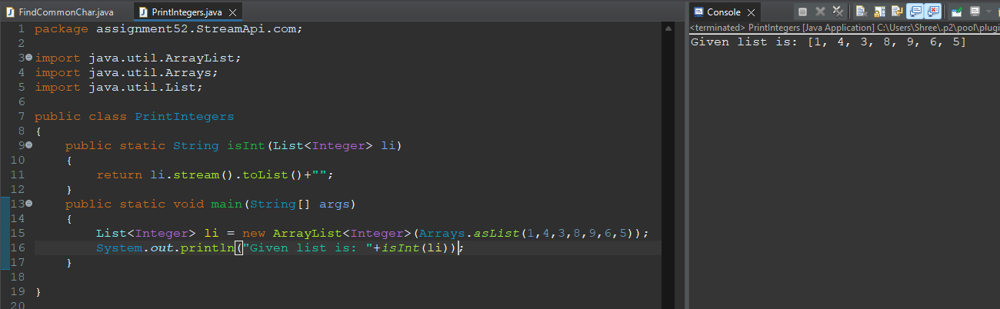 FindCommonChar.java
PrintIntegers.java
1 package assignment52.StreamApi.com;
2
3 import java.util.ArrayList;
4 import java.util.Arrays;
5 import java.util.List;
6
7 public class PrintIntegers
8 {
9 public static String isInt(List<Integer> li)
10 {
11 return li.stream().toList()+"";
12 }
13 public static void main(String[] args)
14 {
15 List<Integer> li = new ArrayList<Integer>(Arrays.asList(1,4,3,8,9,6,5));
16 System.out.println("Given list is: "+isInt(li));
17 }
18
19 }
20
Console
<terminated> PrintIntegers [Java Application] C:\Users\Shree\.p2\pool\plugi
Given list is: [1, 4, 3, 8, 9, 6, 5]